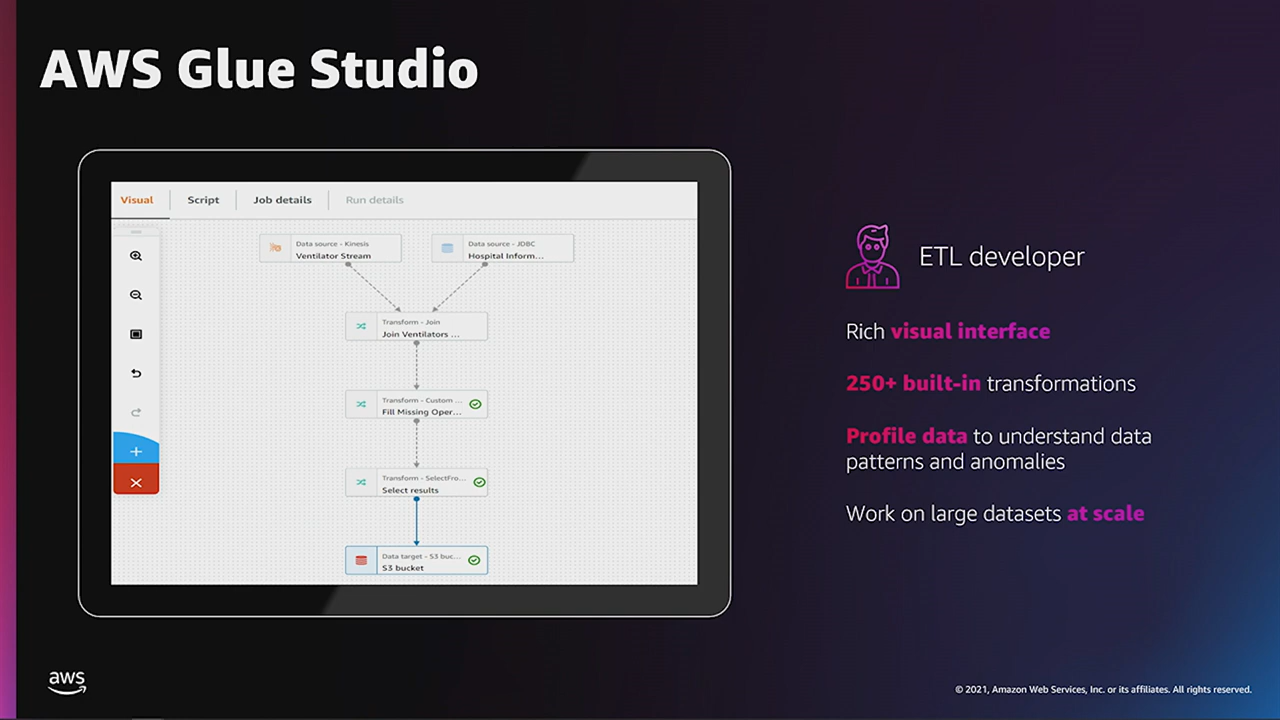 AWS Glue Studio
Visual
Script
Job details
Run details
Data source - Kinesis
Ventilator Stream
Data source - JDBC
Hospital Inform...
Transform - Join
Join Ventilators ...
Transform - Custom ...
Fill Missing Oper...
Transform - SelectFro...
Select results
Data target - S3 buc...
S3 bucket
ETL developer
Rich visual interface
250+ built-in transformations
Profile data to understand data
patterns and anomalies
Work on large datasets at scale
aws
© 2021, Amazon Web Services, Inc. or its affiliates. All rights reserved.